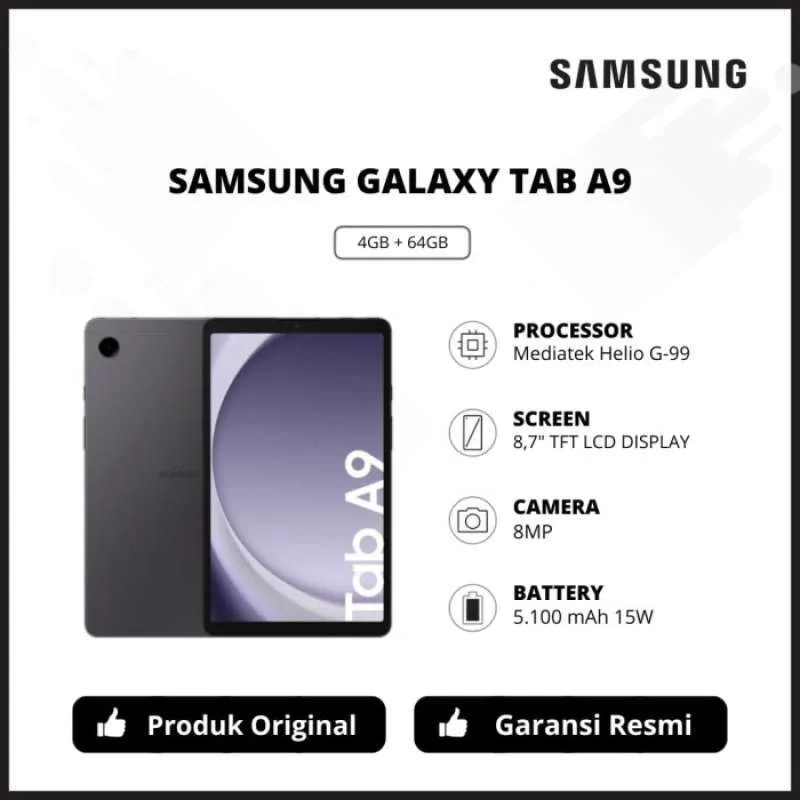 SAMSUNG
SAMSUNG GALAXY TAB A9
4GB + 64GB
Tab A9
PROCESSOR
Mediatek Helio G-99
SCREEN
8,7" TFT LCD DISPLAY
CAMERA
8MP
BATTERY
5.100 mAh 15W
Produk Original
Garansi Resmi